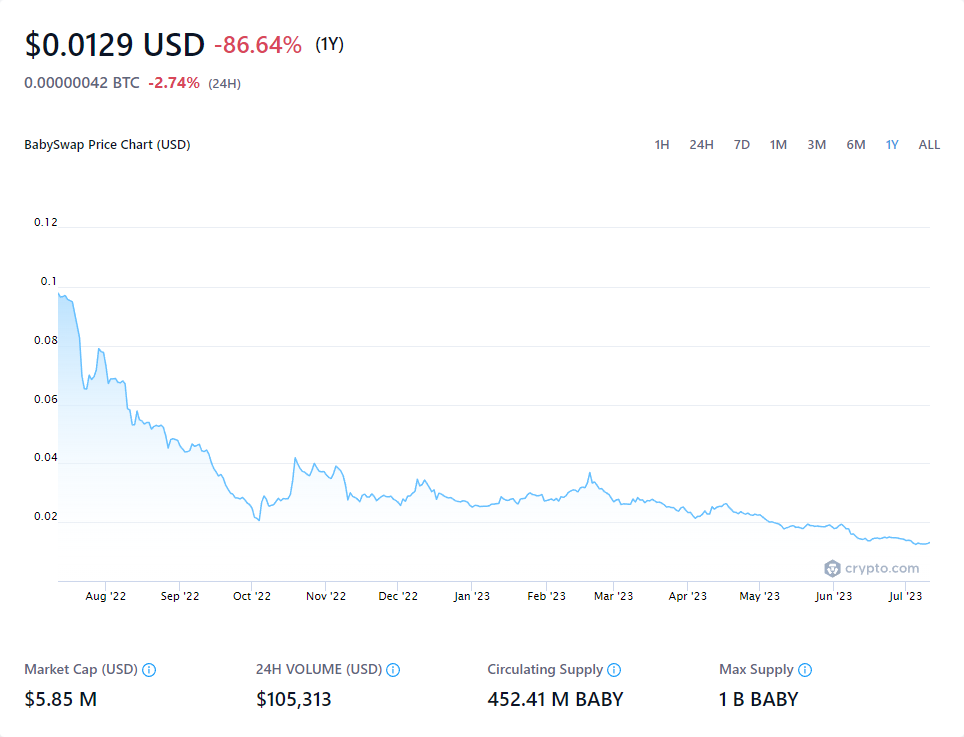 $0.0129 USD -86.64% (1Y)
0.00000042 BTC -2.74% (24H)
BabySwap Price Chart (USD) 1H 24H 7D 1M 3M 6M 1Y ALL
0.12
0.1
0.08
0.06
0.04
0.02
crypto.com
Aug '22 Sep '22 Oct '22 Nov '22 Dec '22 Jan '23 Feb '23 Mar '23 Apr '23 May '23 Jun '23 Jul '23
Market Cap (USD) 24H VOLUME (USD) Circulating Supply Max Supply
$5.85 M $105,313 452.41 M BABY 1 B BABY